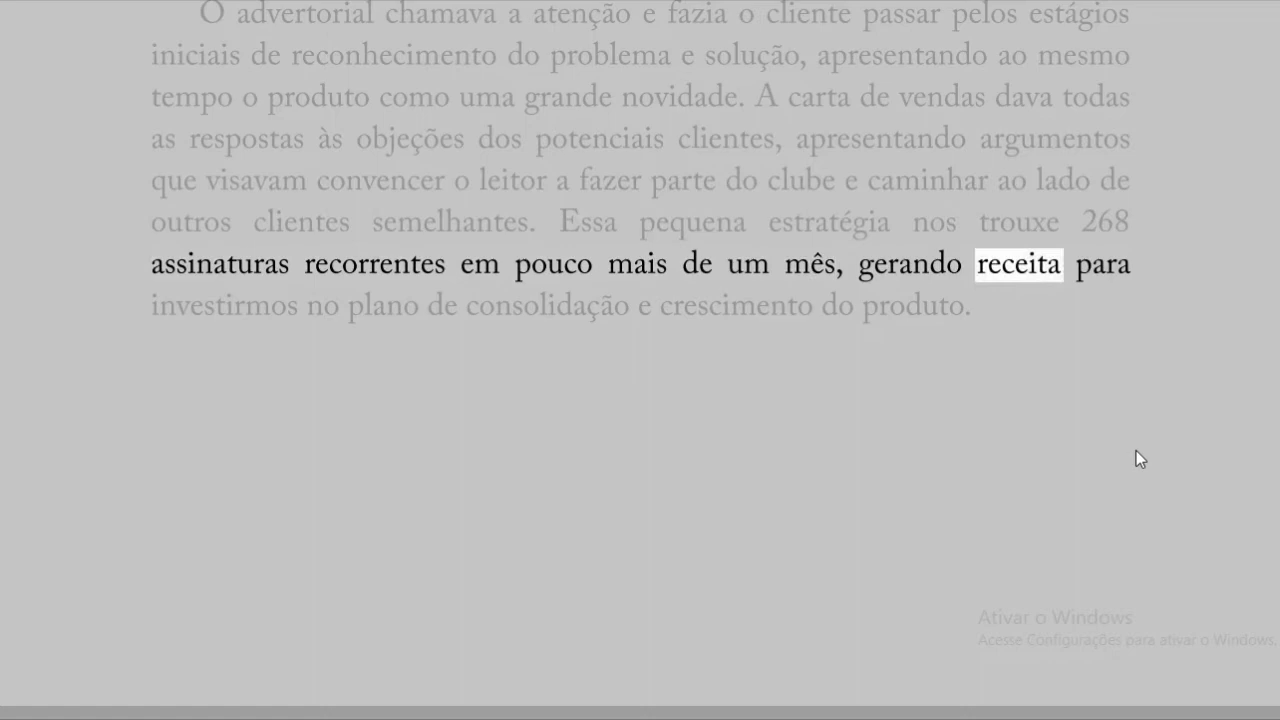 O advertorial chamava a atenção e fazia o cliente passar pelos estágios
iniciais de reconhecimento do problema e solução, apresentando ao mesmo
tempo o produto como uma grande novidade. A carta de vendas dava todas
as respostas às objeções dos potenciais clientes, apresentando argumentos
que visavam convencer o leitor a fazer parte do clube e caminhar ao lado de
outros clientes semelhantes. Essa pequena estratégia nos trouxe 268
assinaturas recorrentes em pouco mais de um mês, gerando receita para
investirmos no plano de consolidação e crescimento do produto.
Ativar o Windows
Acesse Configurações para ativar o Windows.